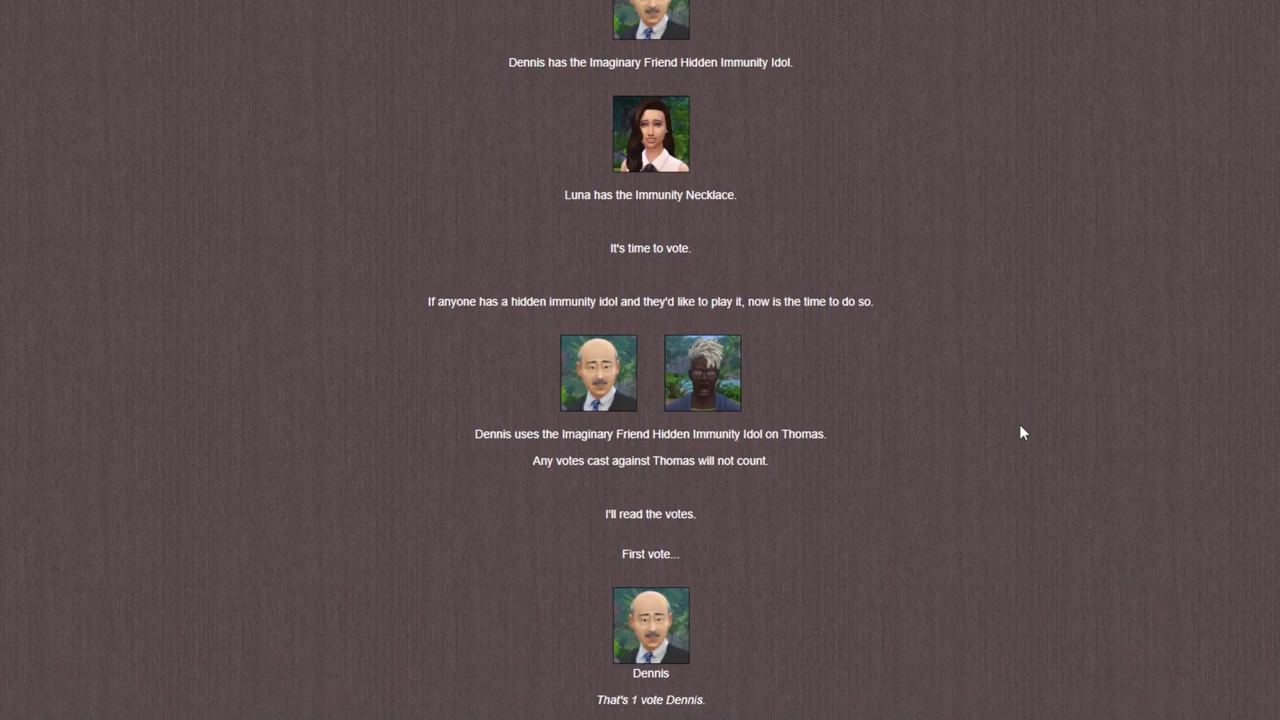 Dennis has the Imaginary Friend Hidden Immunity Idol.
Luna has the Immunity Necklace.
It's time to vote.
If anyone has a hidden immunity idol and they'd like to play it, now is the time to do so.
Dennis uses the Imaginary Friend Hidden Immunity Idol on Thomas.
Any votes cast against Thomas will not count.
I'll read the votes.
First vote...
Dennis
That's 1 vote Dennis.